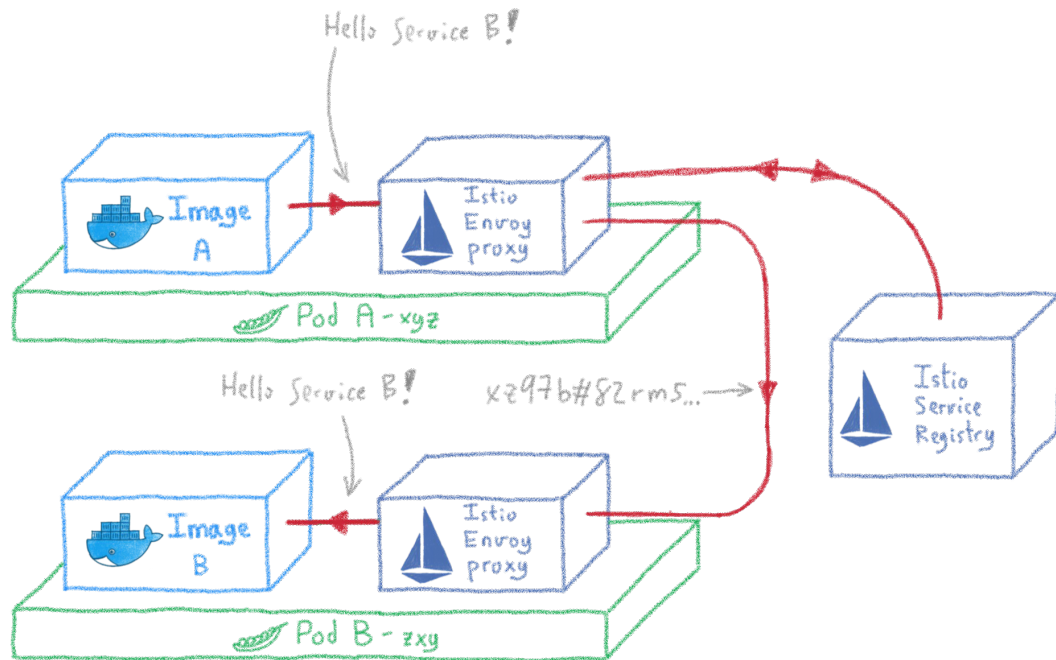 Hello Service B!
Image
A
Istio
Envoy
proxy
Pod A-xyz
Istio
Service
Registry
Hello Service B!
xz97b#82rm5...
Image
B
Istio
Envoy
proxy
Pod B-zxy